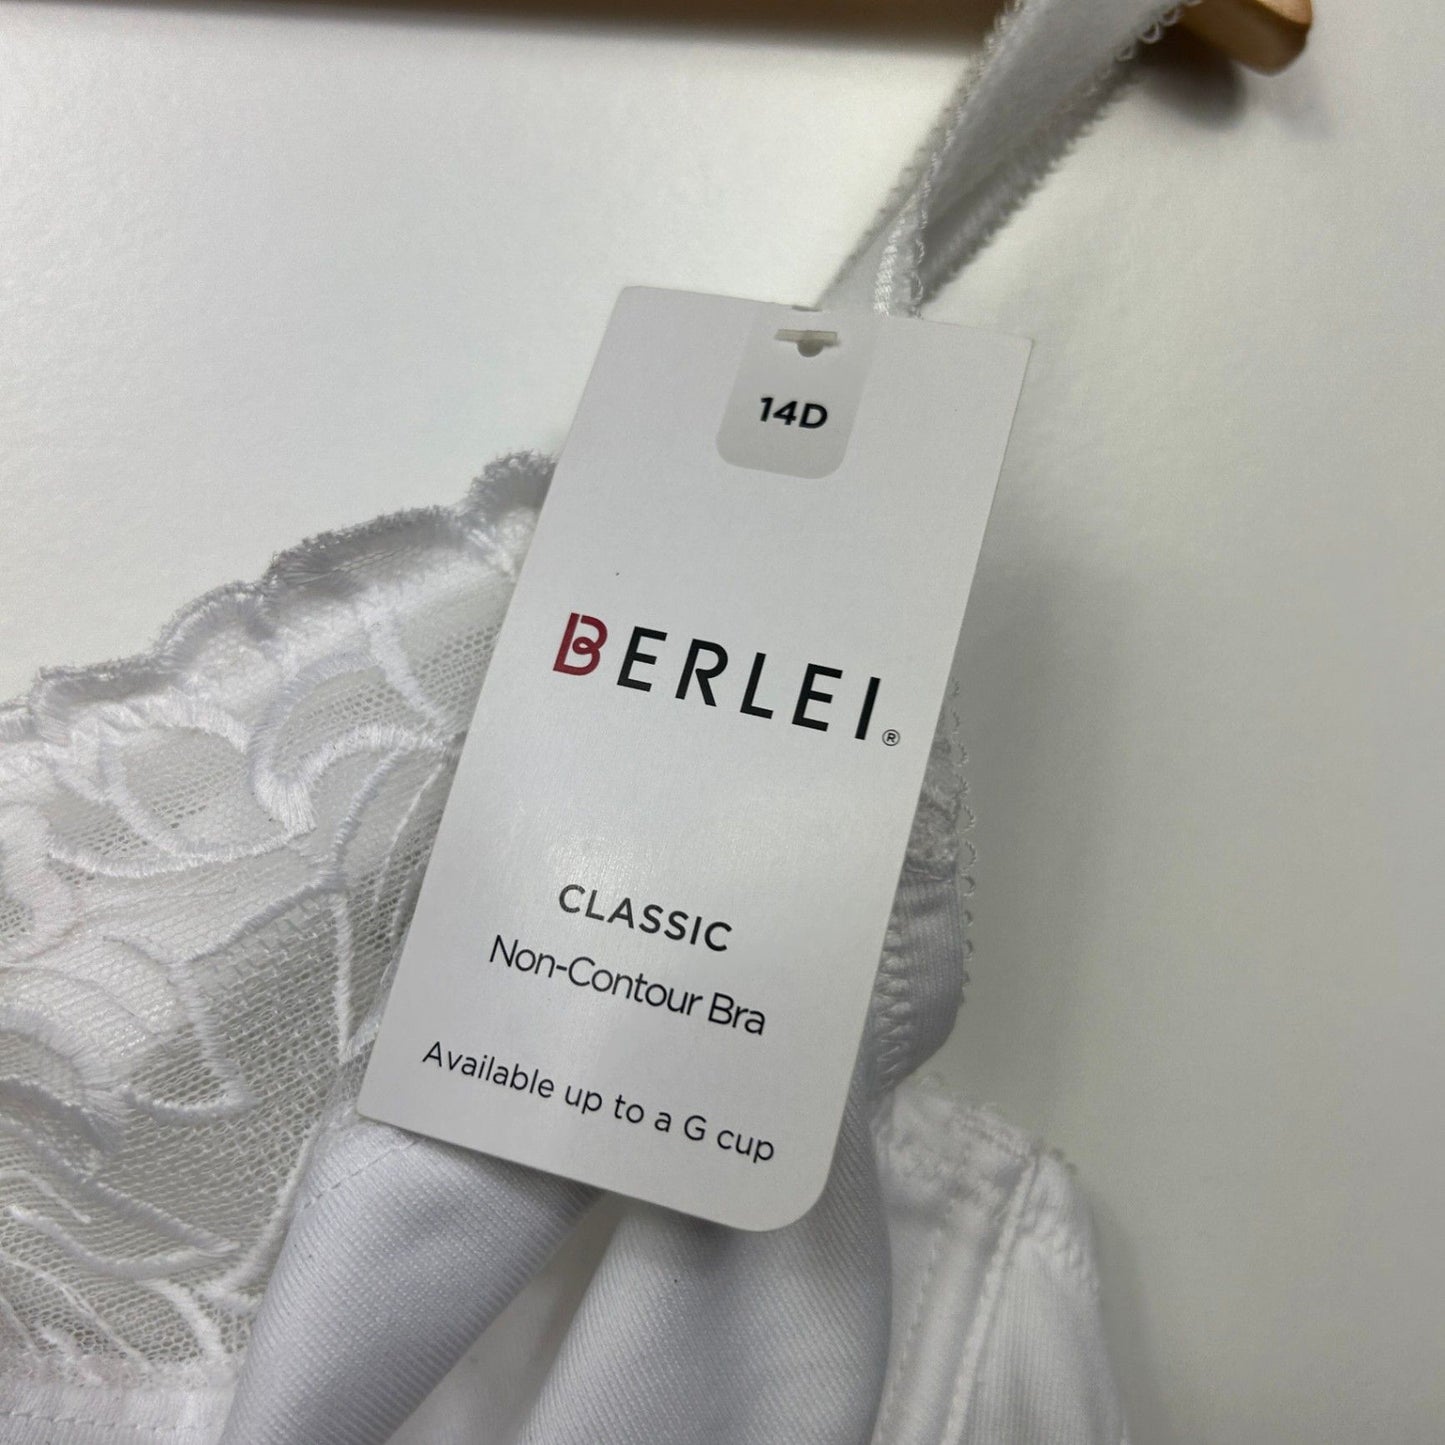 14D
BERLEI®
CLASSIC
Non-Contour Bra
Available up to a G cup